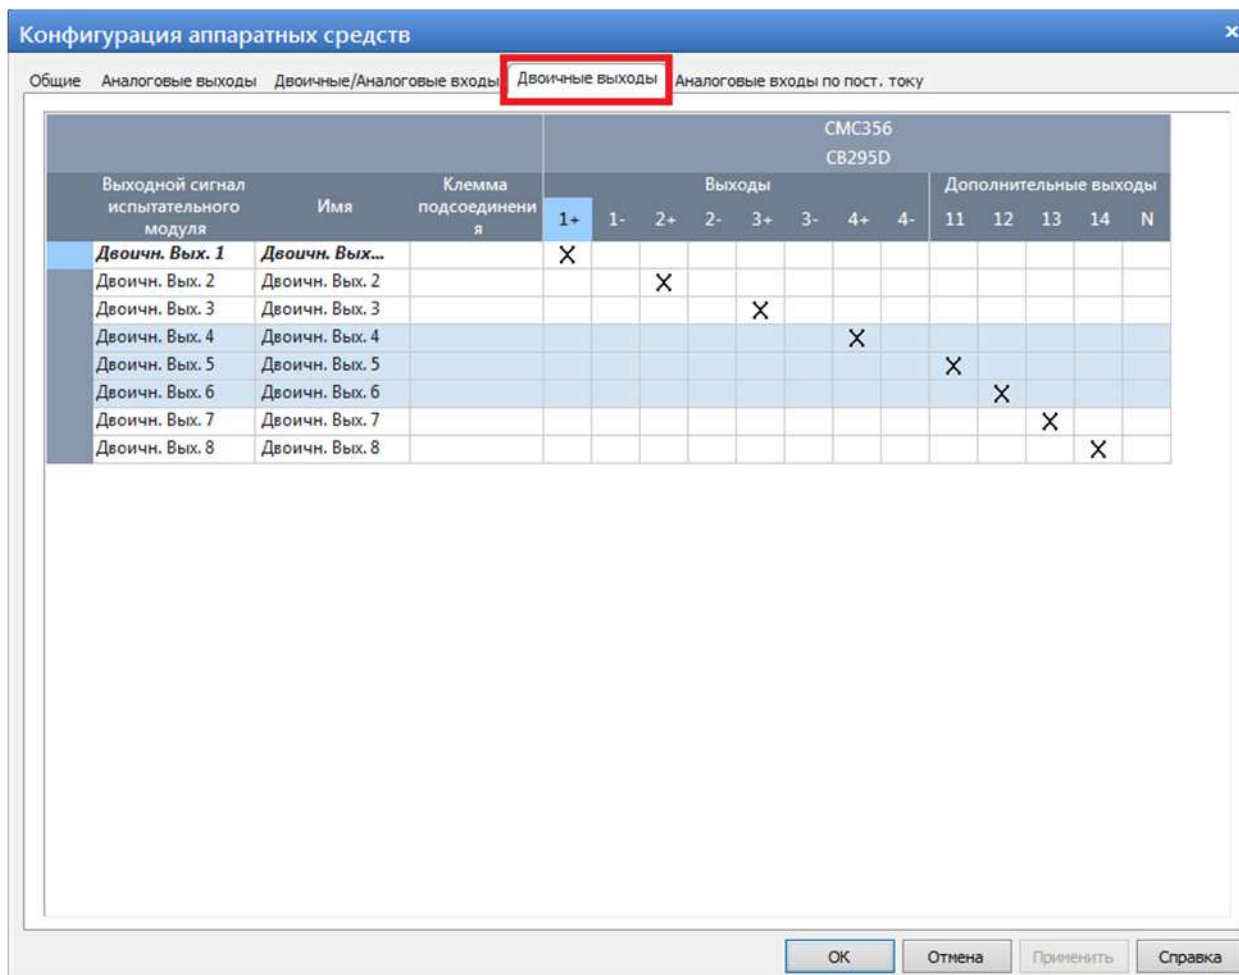 Конфигурация аппаратных средств
Общие Аналоговые выходы Двоичные/Аналоговые входы Двоичные выходы Аналоговые входы по пост. току
CMC356
CB295D
Выходной сигнал испытательного модуля Имя Клемма подсоединени я Выходы Дополнительные выходы
1+ 1- 2+ 2- 3+ 3- 4+ 4- 11 12 13 14 N
Двоичн. Вых. 1 Двоичн. Вых... X
Двоичн. Вых. 2 Двоичн. Вых. 2 X
Двоичн. Вых. 3 Двоичн. Вых. 3 X
Двоичн. Вых. 4 Двоичн. Вых. 4 X
Двоичн. Вых. 5 Двоичн. Вых. 5 X
Двоичн. Вых. 6 Двоичн. Вых. 6 X
Двоичн. Вых. 7 Двоичн. Вых. 7 X
Двоичн. Вых. 8 Двоичн. Вых. 8 X
OK Отмена Применить Справка